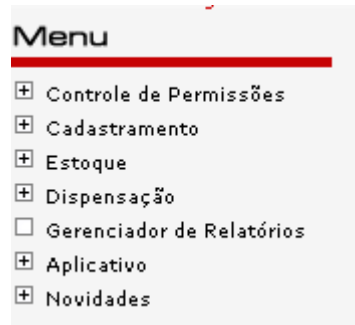 Menu
Controle de Permissões
Cadastramento
Estoque
Dispensação
Gerenciador de Relatórios
Aplicativo
Novidades